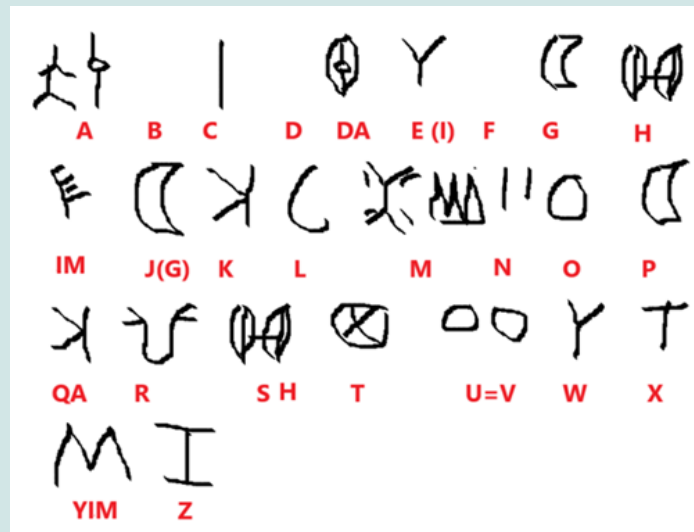 A B C D DA E (I) F G H
IM J(G) K L M N O P
QA R S H T U=V W X
YIM Z